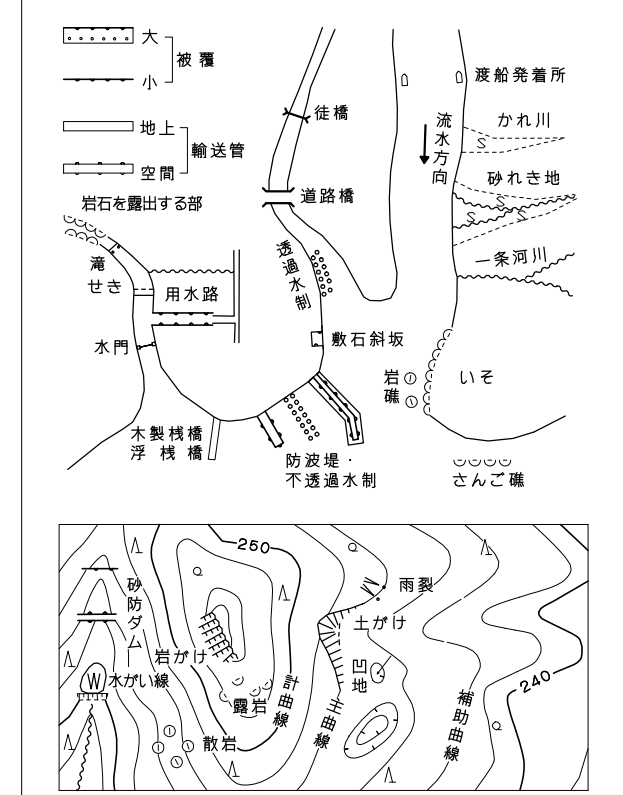 大
小
被覆
地上
空間
輸送管
岩石を露出する部
滝
せき
用水路
水門
徒橋
道路橋
透過水制
敷石斜坂
木製桟橋
浮桟橋
防波堤・
不透過水制
渡船発着所
流水方向
かれ川
砂れき地
一条河川
岩礁
いそ
さんご礁
250
砂防ダム
雨裂
土がけ
岩がけ
水がい線
凹地
露岩
計曲線
主曲線
補助曲線
散岩
240